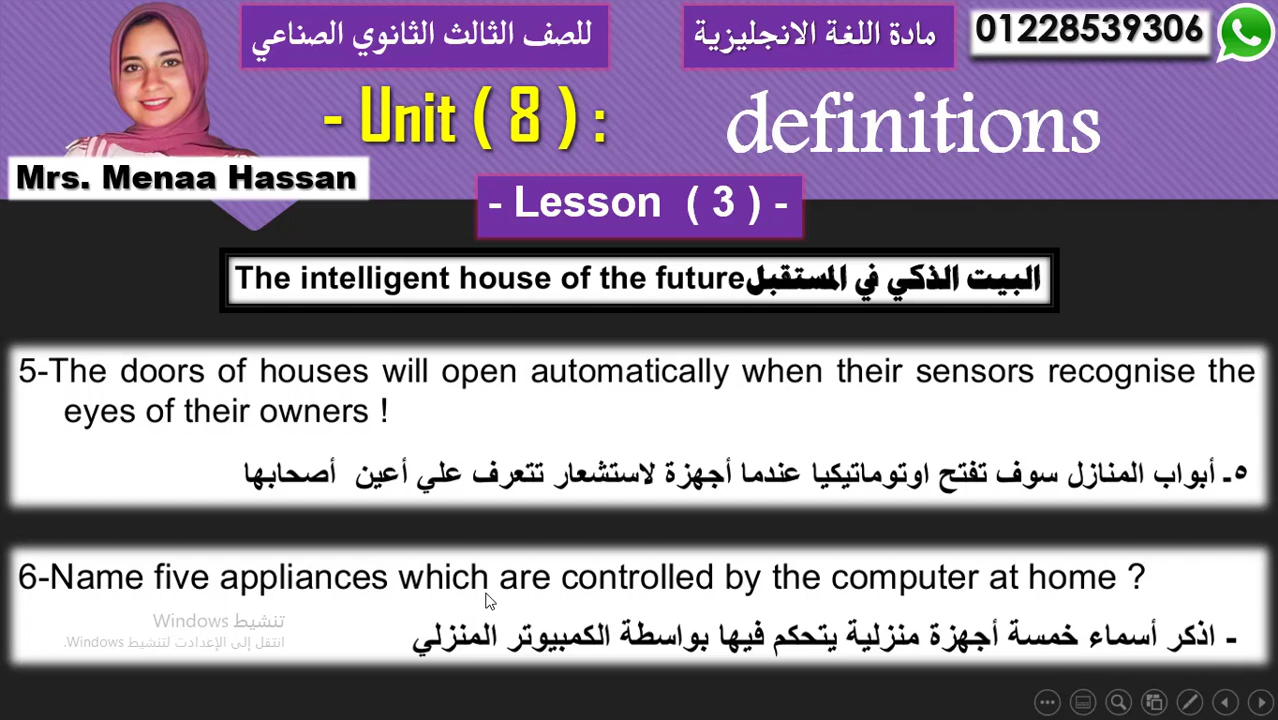 للصف الثالث الثانوي الصناعي
مادة اللغة الانجليزية
01228539306
- Unit ( 8 ) :
definitions
Mrs. Menaa Hassan
- Lesson ( 3 ) -
The intelligent house of the futureالبيت الذكي في المستقبل
5-The doors of houses will open automatically when their sensors recognise the
eyes of their owners !
٥ـ أبواب المنازل سوف تفتح اوتوماتيكيا عندما أجهزة لاستشعار تتعرف علي أعين أصحابها
6-Name five appliances which are controlled by the computer at home ?
تنشيط Windows
انتقل إلى الإعدادت لتنشيط Windows.
- اذكر أسماء خمسة أجهزة منزلية يتحكم فيها بواسطة الكمبيوتر المنزلي